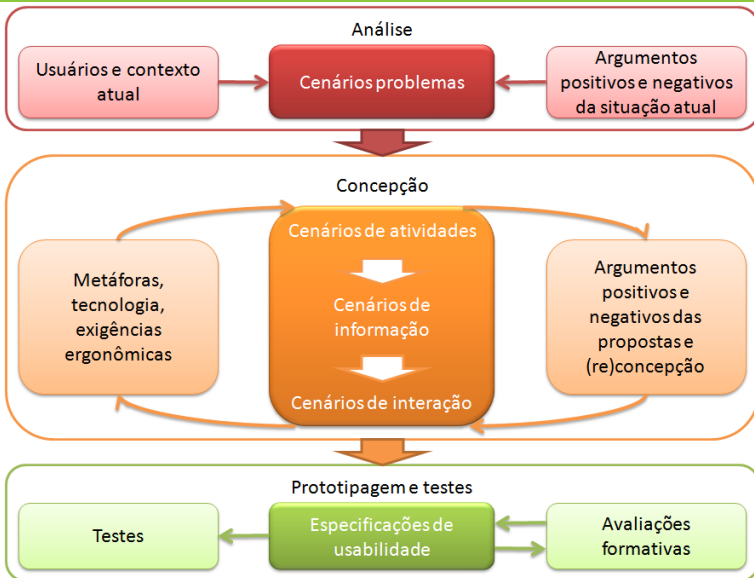 Análise
Usuários e contexto
atual
Cenários problemas
Argumentos
positivos e negativos
da situação atual
Concepção
Metáforas,
tecnologia,
exigências
ergonômicas
Cenários de atividades
Cenários de
informação
Cenários de interação
Argumentos
positivos e
negativos das
propostas e
(re)concepção
Prototipagem e testes
Testes
Especificações de
usabilidade
Avaliações
formativas